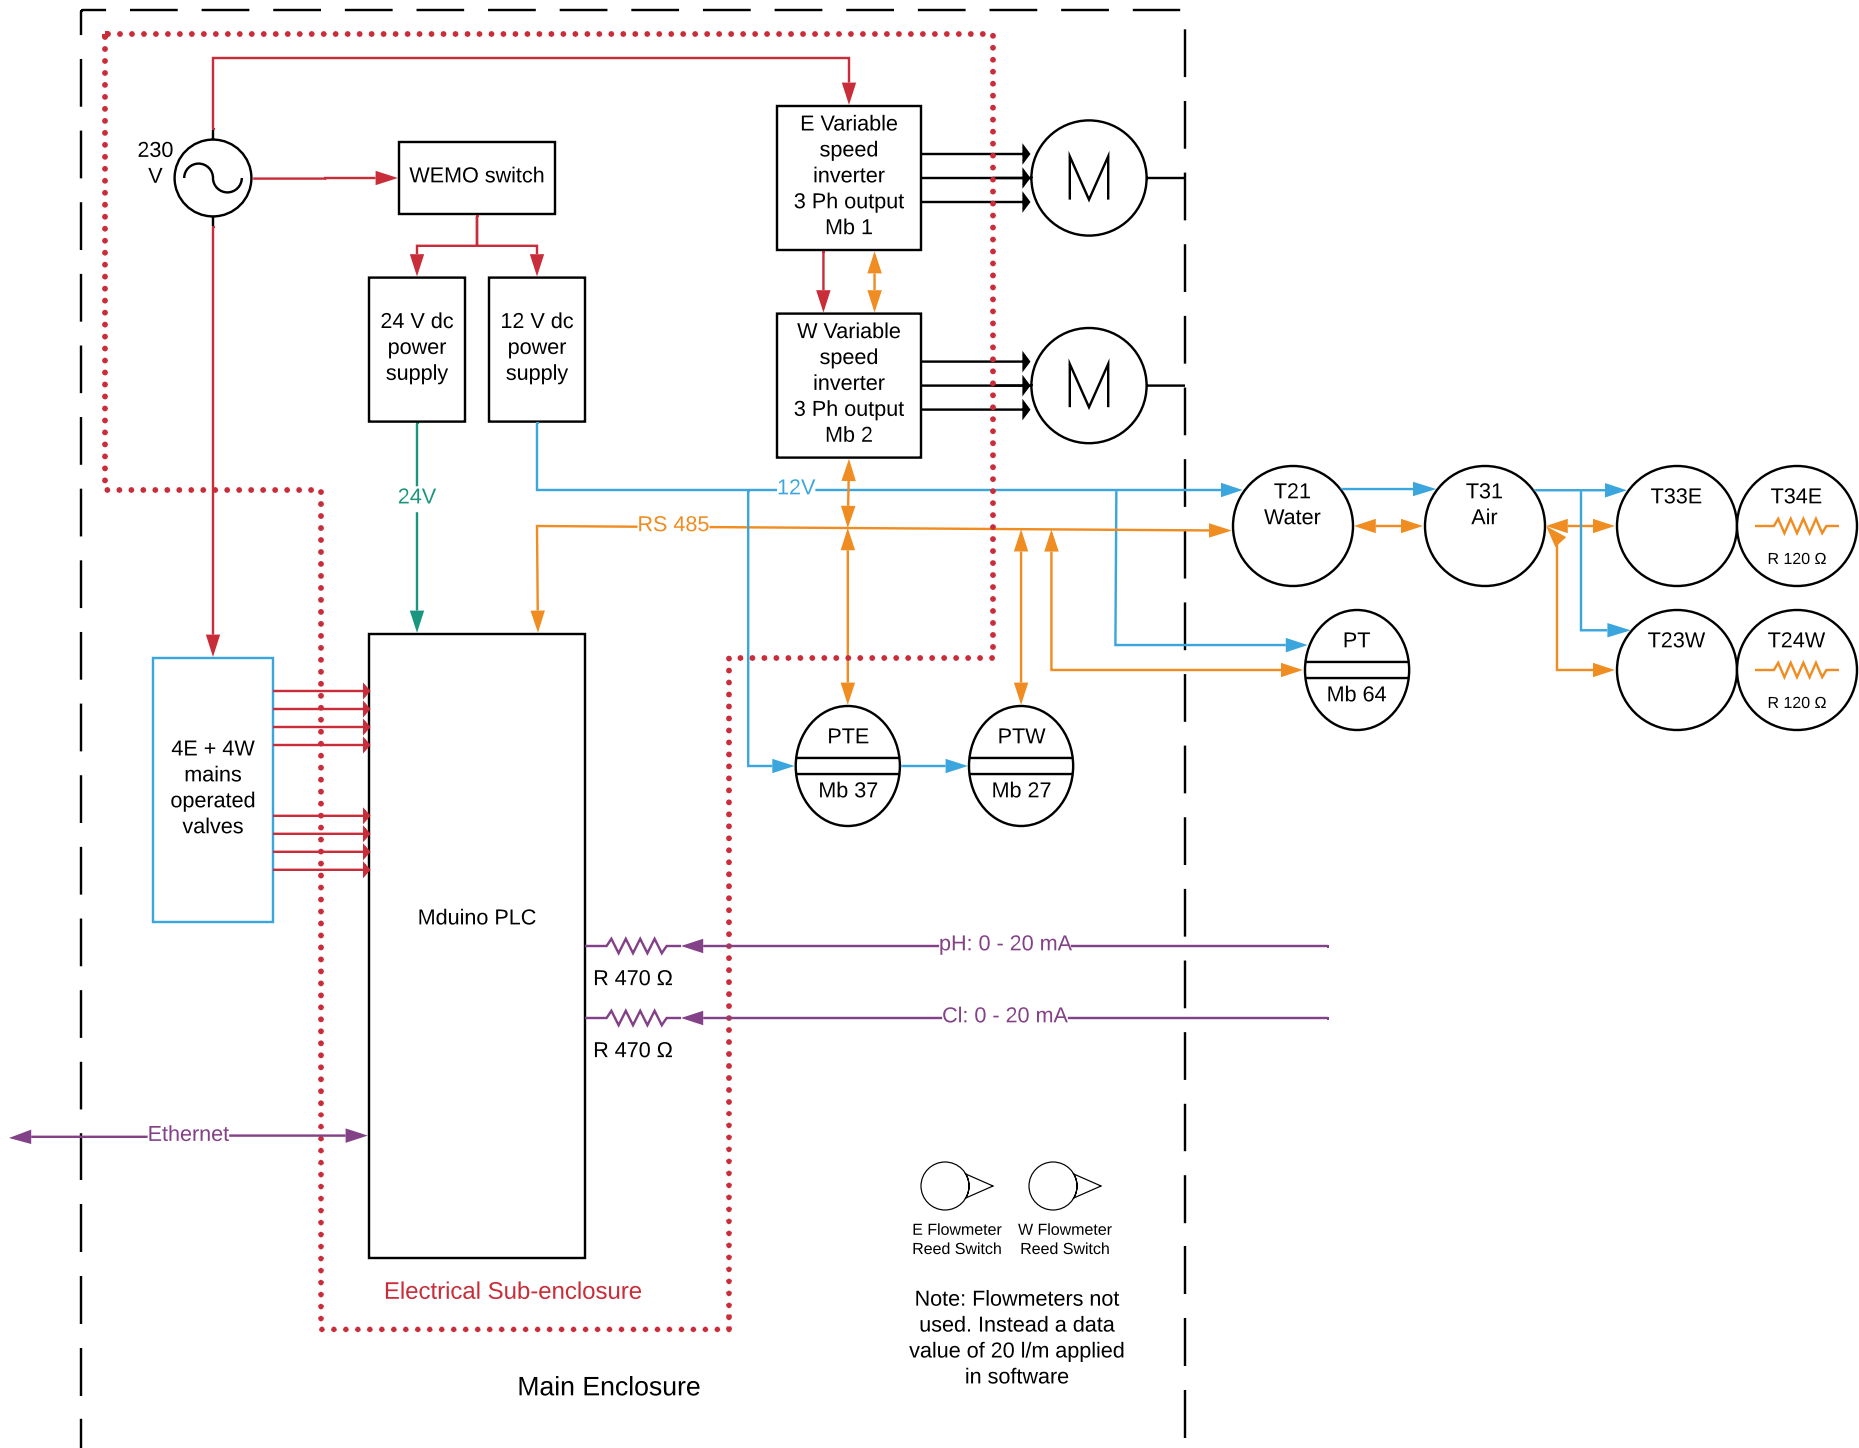 230
V
WEMO switch
E Variable
speed
inverter
3 Ph output
Mb 1
M
24 V dc
power
supply
12 V dc
power
supply
W Variable
speed
inverter
3 Ph output
Mb 2
M
24V
12V
RS 485
T21
Water
T31
Air
T33E
T34E
R 120 Ω
PT
Mb 64
T23W
T24W
R 120 Ω
4E + 4W
mains
operated
valves
PTE
Mb 37
PTW
Mb 27
Mduino PLC
pH: 0 - 20 mA
R 470 Ω
Cl: 0 - 20 mA
R 470 Ω
Ethernet
E Flowmeter
Reed Switch
W Flowmeter
Reed Switch
Electrical Sub-enclosure
Note: Flowmeters not
used. Instead a data
value of 20 l/m applied
in software
Main Enclosure